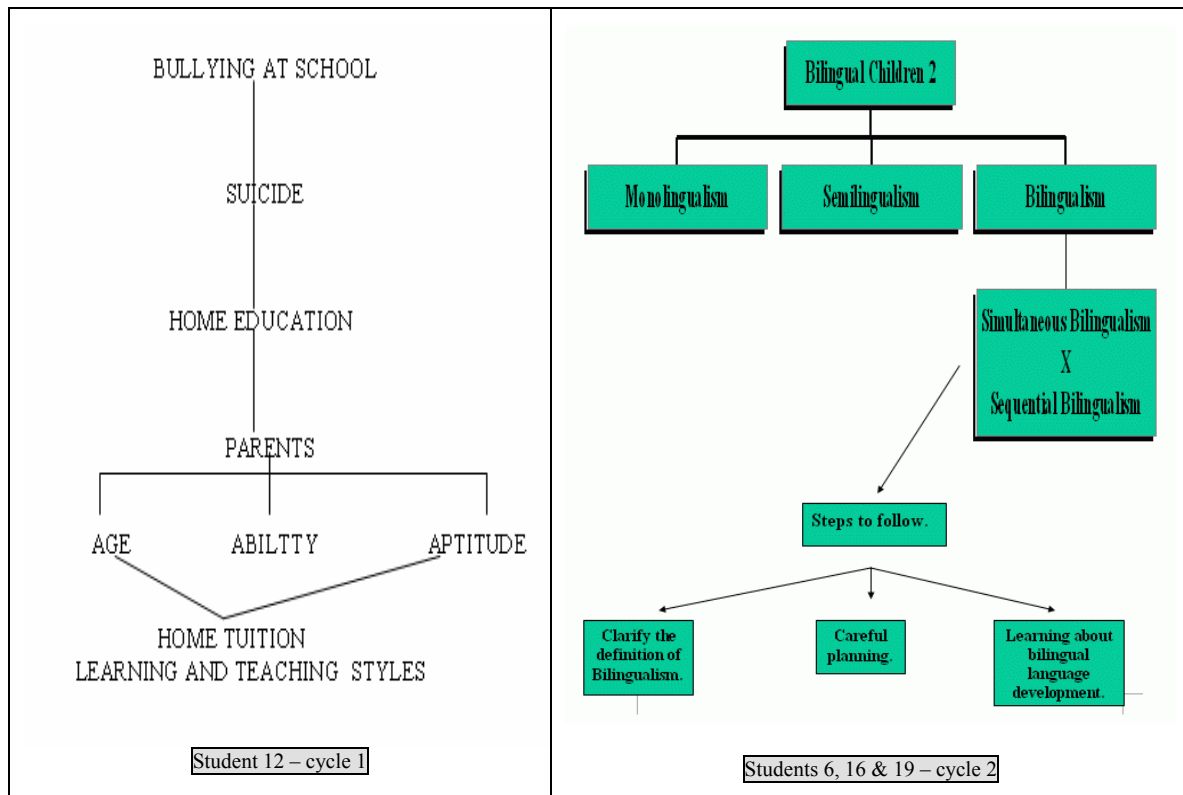 BULLYING AT SCHOOL
SUICIDE
HOME EDUCATION
PARENTS
AGE
ABILTTY
APTITUDE
HOME TUITION
LEARNING AND TEACHING STYLES
Student 12 – cycle 1
Bilingual Children 2
Monolingualism
Semilingualism
Bilingualism
Simultaneous Bilingualism
X
Sequential Bilingualism
Steps to follow.
Clarify the
definition of
Bilingualism.
Careful
planning.
Learning about
bilingual
language
development.
Students 6, 16 & 19 – cycle 2